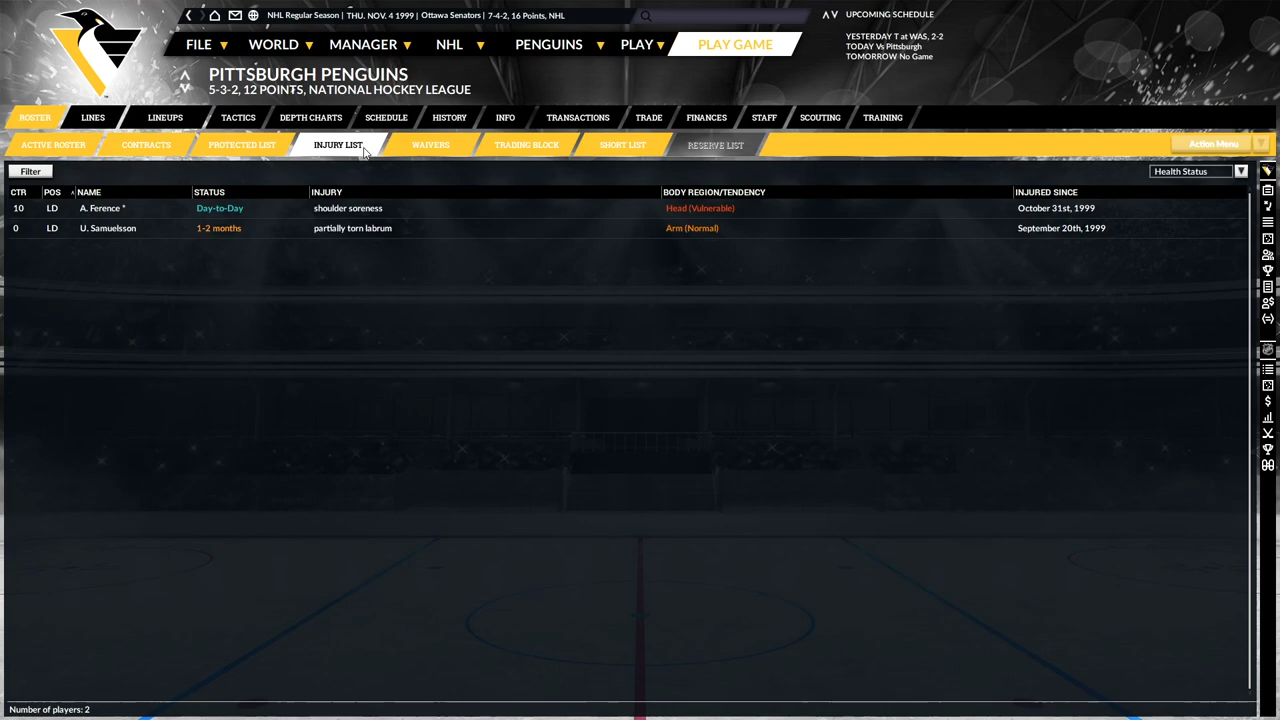 NHL Regular Season | THU. NOV. 4 1999 | Ottawa Senators | 7-4-2, 16 Points, NHL
UPCOMING SCHEDULE
FILE WORLD MANAGER NHL PENGUINS PLAY PLAY GAME
YESTERDAY T at WAS, 2-2
TODAY Vs Pittsburgh
TOMORROW No Game
PITTSBURGH PENGUINS
5-3-2, 12 POINTS, NATIONAL HOCKEY LEAGUE
ROSTER LINES LINEUPS TACTICS DEPTH CHARTS SCHEDULE HISTORY INFO TRANSACTIONS TRADE FINANCES STAFF SCOUTING TRAINING
ACTIVE ROSTER CONTRACTS PROTECTED LIST INJURY LIST WAIVERS TRADING BLOCK SHORT LIST RESERVE LIST Action Menu
Filter Health Status
CTR POS NAME STATUS INJURY BODY REGION/TENDENCY INJURED SINCE
10 LD A. Ference * Day-to-Day shoulder soreness Head (Vulnerable) October 31st, 1999
0 LD U. Samuelsson 1-2 months partially torn labrum Arm (Normal) September 20th, 1999
Number of players: 2